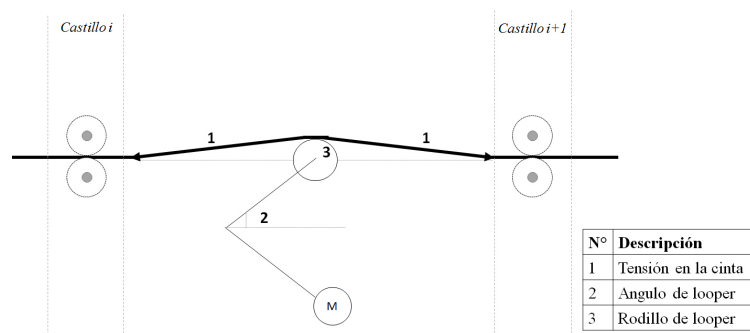 Castillo i
Castillo i+1
1
1
3
2
M
N° Descripción
1 Tensión en la cinta
2 Angulo de looper
3 Rodillo de looper